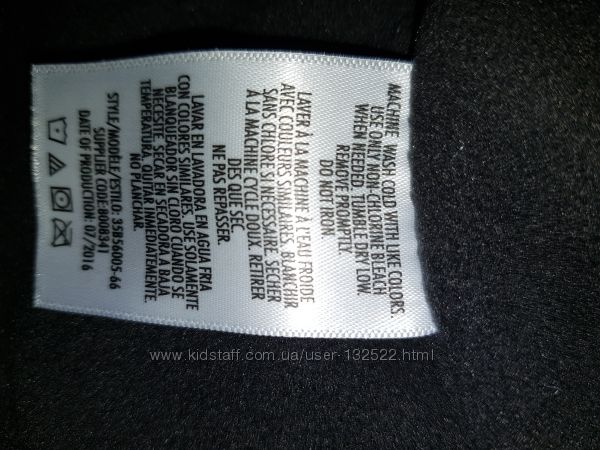 MACHINE WASH COLD WITH LIKE COLORS.
USE ONLY NON-CHLORINE BLEACH
WHEN NEEDED. TUMBLE DRY LOW.
REMOVE PROMPTLY.
DO NOT IRON.
LAVER À LA MACHINE À L'EAU FROIDE
AVEC COULEURS SIMILAIRES. BLANCHIR
SANS CHLORE SI NÉCESSAIRE. SÉCHER
À LA MACHINE CYCLE DOUX. RETIRER
DÈS QUE SEC.
NE PAS REPASSER.
LAVAR EN LAVADORA EN AGUA FRIA
CON COLORES SIMILARES. USE SOLAMENTE
BLANQUEADOR SIN CLORO CUANDO SE
NECESITE. SECAR EN SECADORA A BAJA
TEMPERATURA. QUITAR INMEDIATAMENTE.
NO PLANCHAR.
STYLE/MODÈLE/ESTILO: 35B56005-66
SUPPLIER CODE:8008341
DATE OF PRODUCTION: 07/2016
www.kidstaff.com.ua/user-132522.html